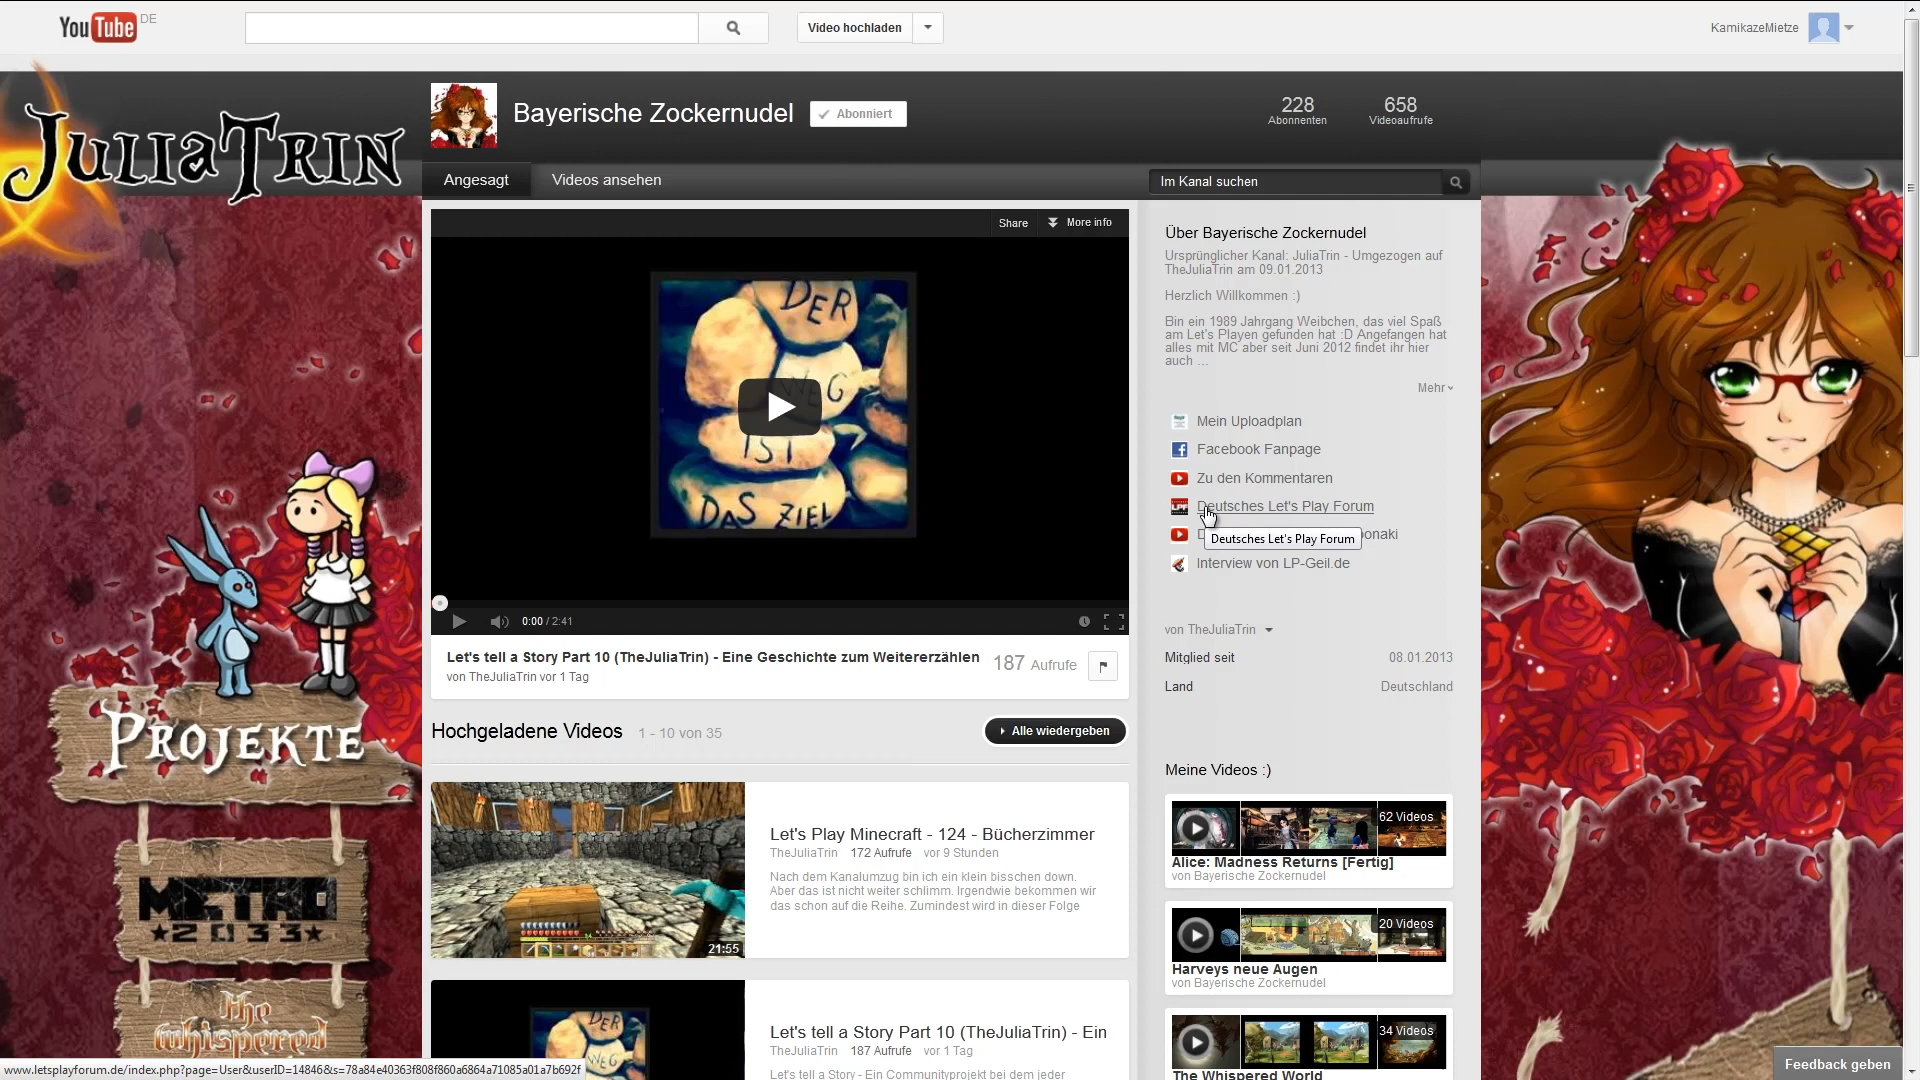 YouTube DE
Video hochladen
KamikazeMietze
JuliaTrin
Bayerische Zockernudel
Abonniert
228
Abonnenten
658
Videoaufrufe
Angesagt
Videos ansehen
Im Kanal suchen
Share
More info
DER
WEG
IST
DAS ZIEL
0:00 / 2:41
Let's tell a Story Part 10 (TheJuliaTrin) - Eine Geschichte zum Weitererzählen
von TheJuliaTrin vor 1 Tag
187 Aufrufe
Hochgeladene Videos 1 - 10 von 35
Alle wiedergeben
21:55
Let's Play Minecraft - 124 - Bücherzimmer
TheJuliaTrin 172 Aufrufe vor 9 Stunden
Nach dem Kanalumzug bin ich ein klein bisschen down.
Aber das ist nicht weiter schlimm. Irgendwie bekommen wir
das schon auf die Reihe. Zumindest wird in dieser Folge
DER
WEG
Let's tell a Story Part 10 (TheJuliaTrin) - Ein
TheJuliaTrin 187 Aufrufe vor 1 Tag
Let's tell a Story - Ein Communityprojekt bei dem jeder
Über Bayerische Zockernudel
Ursprünglicher Kanal: JuliaTrin - Umgezogen auf
TheJuliaTrin am 09.01.2013
Herzlich Willkommen :)
Bin ein 1989 Jahrgang Weibchen, das viel Spaß
am Let's Playen gefunden hat :D Angefangen hat
alles mit MC aber seit Juni 2012 findet ihr hier
auch ...
Mehr
Mein Uploadplan
Facebook Fanpage
Zu den Kommentaren
Deutsches Let's Play Forum
Deutsches Let's Play Forum
Interview von LP-Geil.de
von TheJuliaTrin
Mitglied seit 08.01.2013
Land Deutschland
Meine Videos :)
62 Videos
Alice: Madness Returns [Fertig]
von Bayerische Zockernudel
20 Videos
Harveys neue Augen
von Bayerische Zockernudel
34 Videos
The Whispered World
Projekte
METRO
2033
the
whispered
www.letsplayforum.de/index.php?page=User&userID=14846&s=78a84e40363f808f860a6864a71085a01a7b692f
Feedback geben